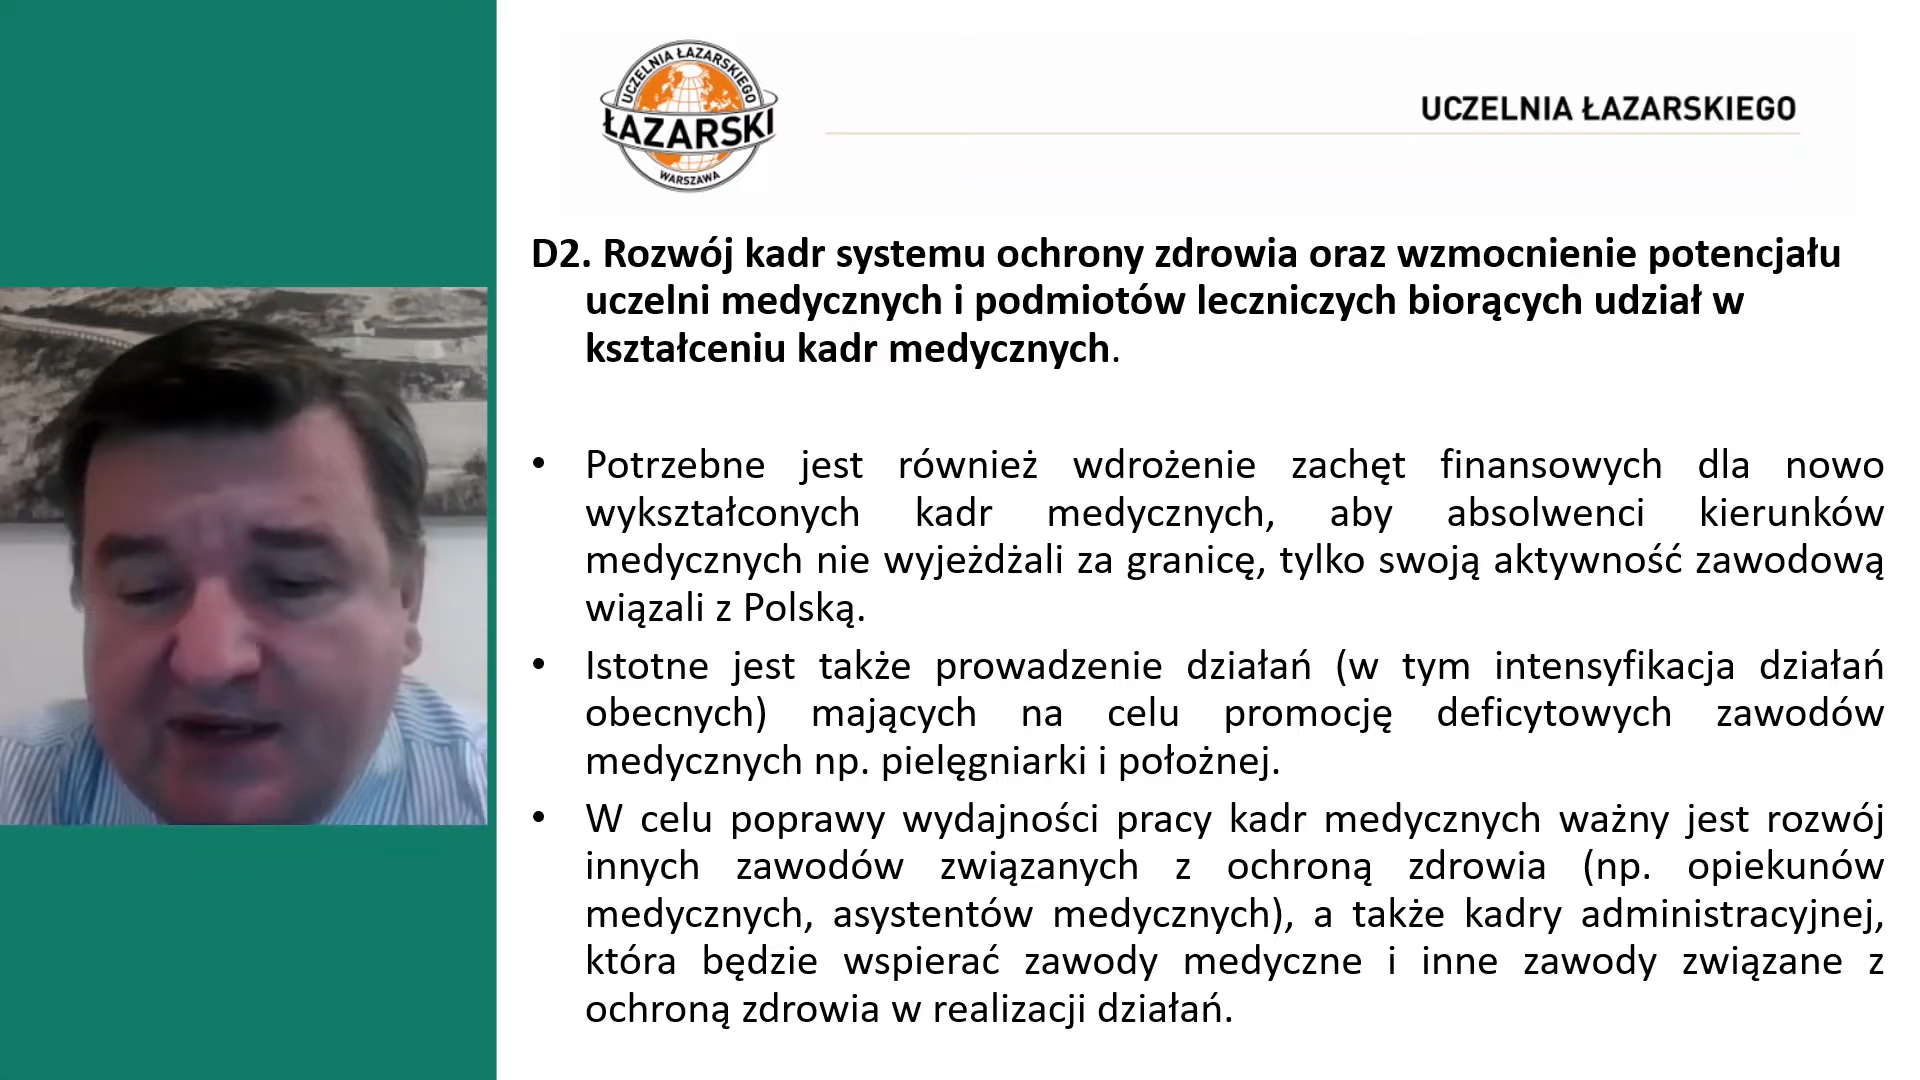 UCZELNIA ŁAZARSKIEGO
ŁAZARSKI
WARSZAWA
UCZELNIA ŁAZARSKIEGO
D2. Rozwój kadr systemu ochrony zdrowia oraz wzmocnienie potencjału
uczelni medycznych i podmiotów leczniczych biorących udział w
kształceniu kadr medycznych.
• Potrzebne jest również wdrożenie zachęt finansowych dla nowo
wykształconych kadr medycznych, aby absolwenci kierunków
medycznych nie wyjeżdżali za granicę, tylko swoją aktywność zawodową
wiązali z Polską.
• Istotne jest także prowadzenie działań (w tym intensyfikacja działań
obecnych) mających na celu promocję deficytowych zawodów
medycznych np. pielęgniarki i położnej.
• W celu poprawy wydajności pracy kadr medycznych ważny jest rozwój
innych zawodów związanych z ochroną zdrowia (np. opiekunów
medycznych, asystentów medycznych), a także kadry administracyjnej,
która będzie wspierać zawody medyczne i inne zawody związane z
ochroną zdrowia w realizacji działań.